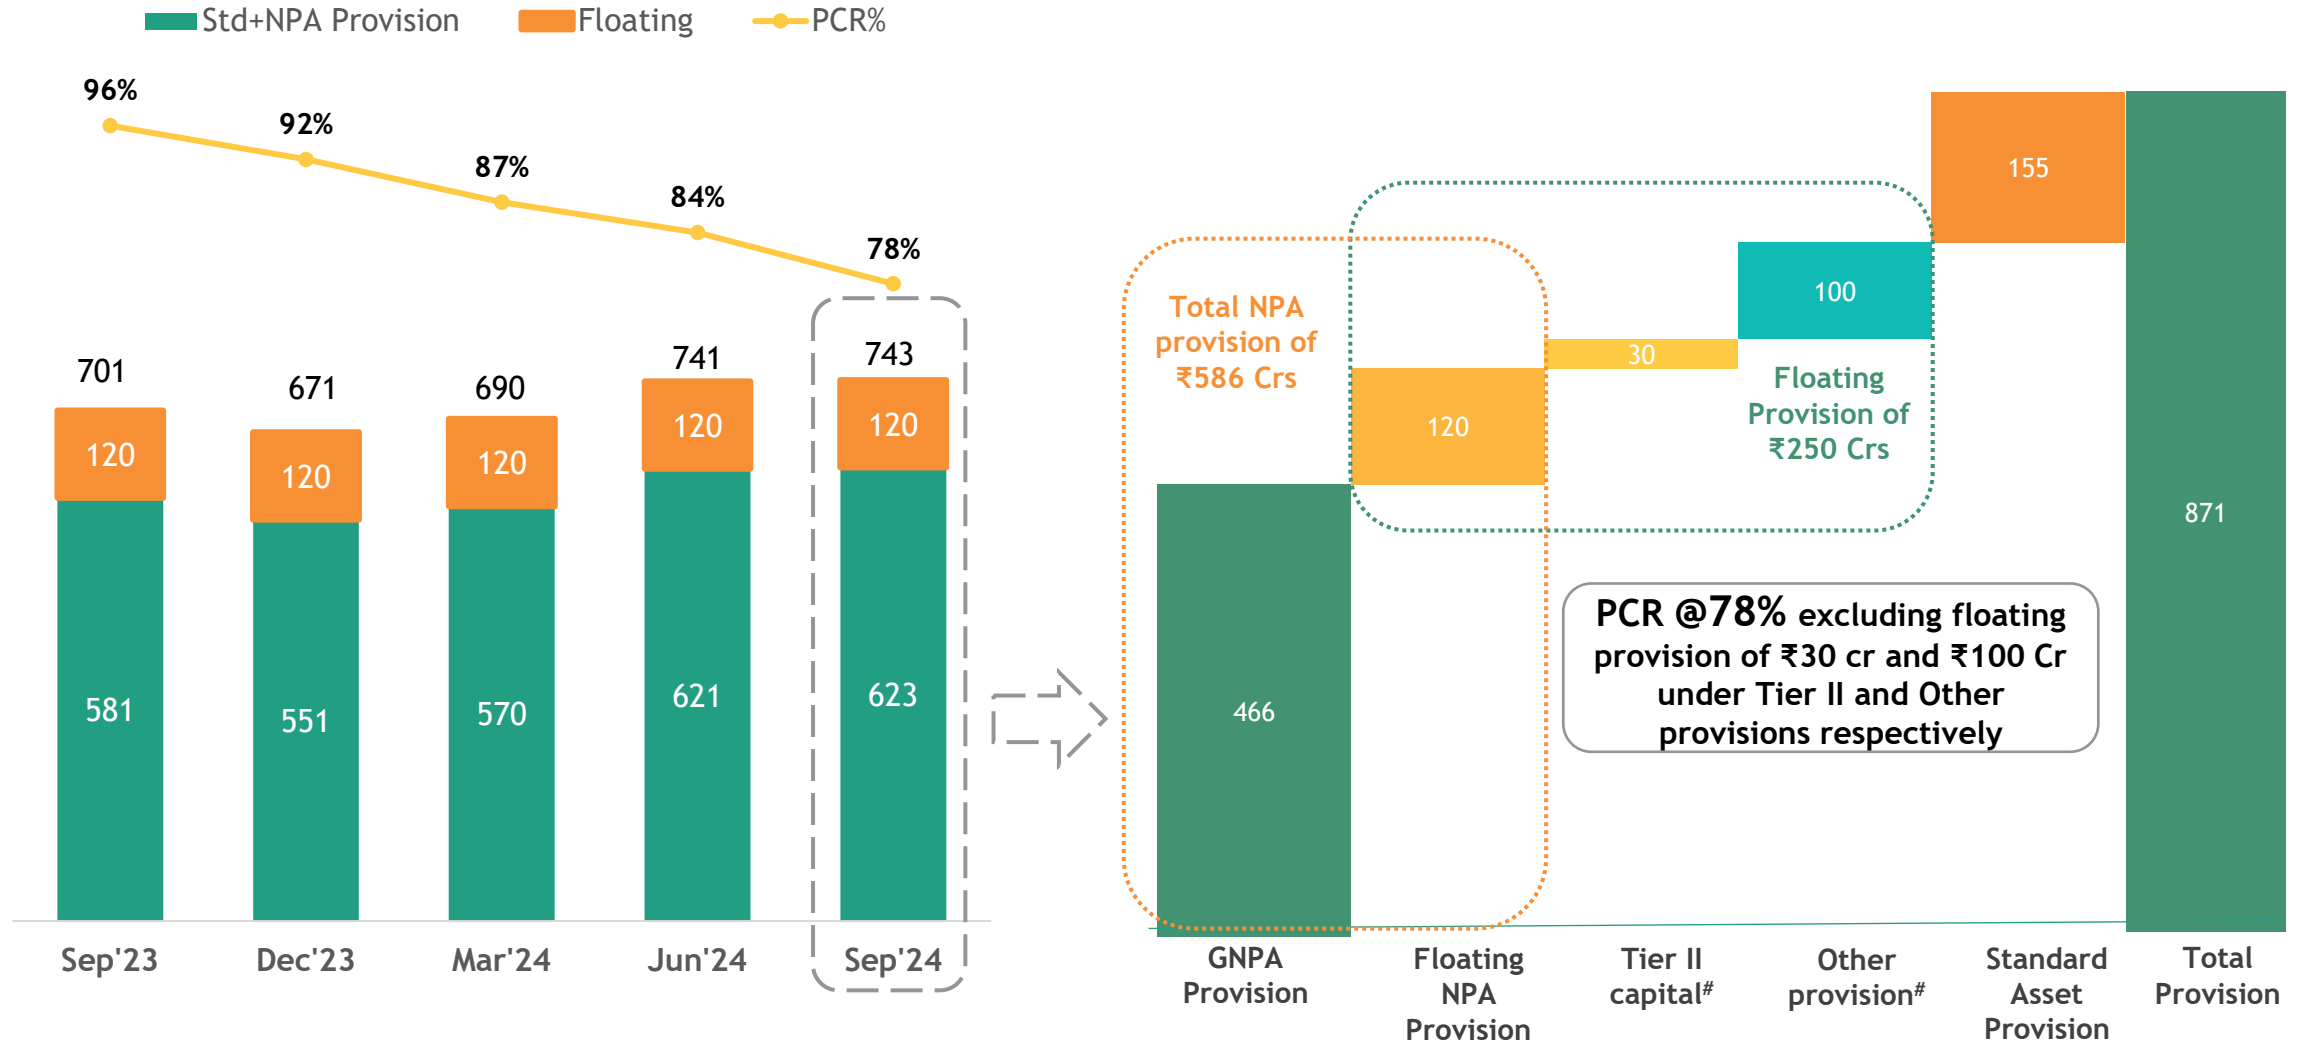 Std+NPA Provision
Floating
PCR%
96%
92%
87%
84%
78%
701
671
690
741
743
120
120
120
120
120
581
551
570
621
623
Sep'23
Dec'23
Mar'24
Jun'24
Sep'24
Total NPA
provision of
₹586 Crs
Floating
Provision of
₹250 Crs
466
120
30
100
155
871
PCR @78% excluding floating
provision of ₹30 cr and ₹100 Cr
under Tier II and Other
provisions respectively
GNPA
Provision
Floating
NPA
Provision
Tier II
capital#
Other
provision#
Standard
Asset
Provision
Total
Provision